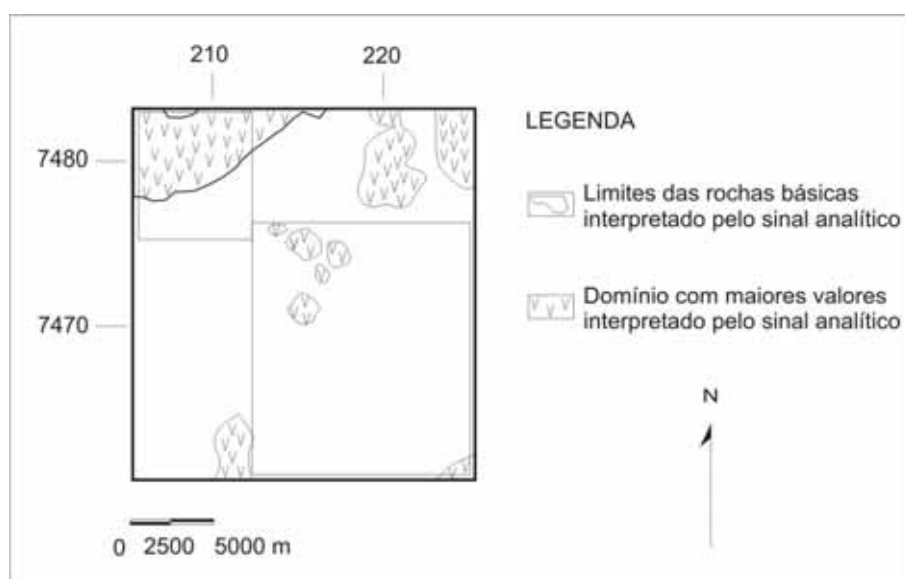 210
220
7480
7470
LEGENDA
Limites das rochas básicas
interpretado pelo sinal analítico
Domínio com maiores valores
interpretado pelo sinal analítico
N
0 2500 5000 m